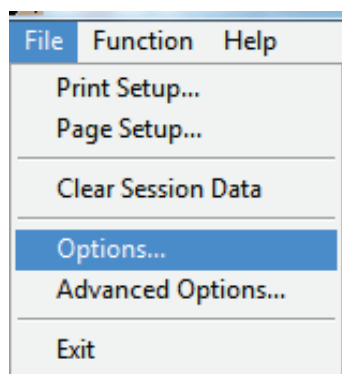 File Function Help
Print Setup...
Page Setup...
Clear Session Data
Options...
Advanced Options...
Exit